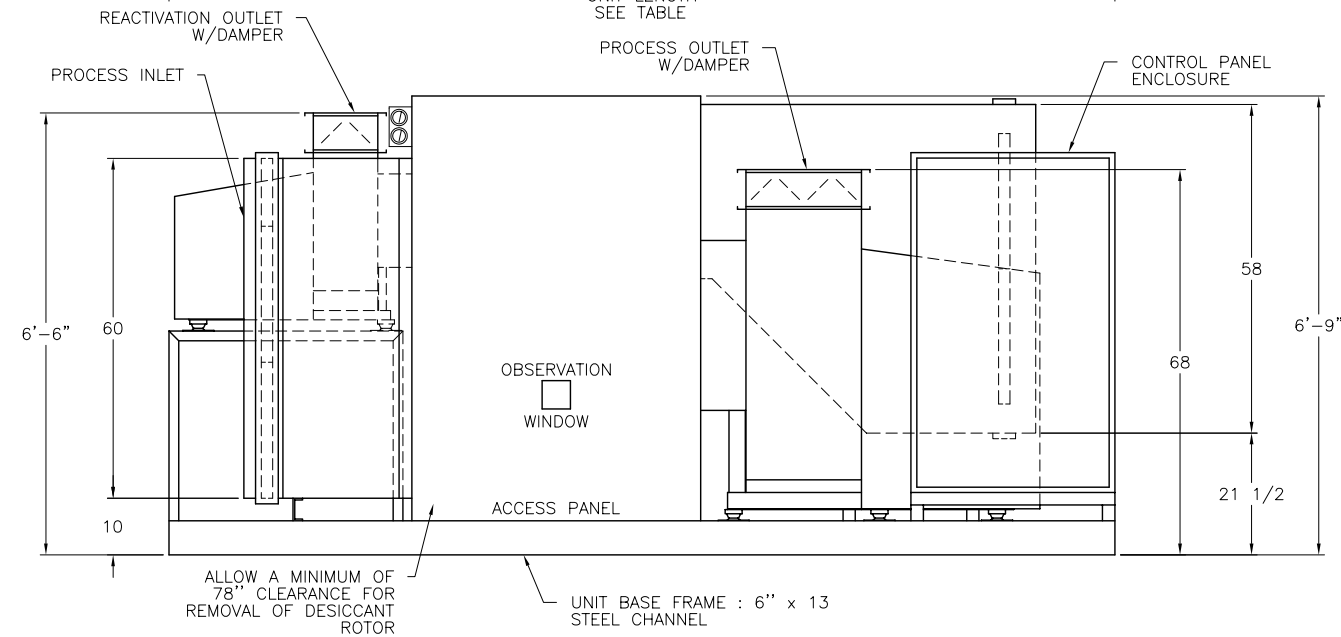 UNIT LENGTH
SEE TABLE
REACTIVATION OUTLET
W/DAMPER
PROCESS OUTLET
W/DAMPER
PROCESS INLET
CONTROL PANEL
ENCLOSURE
6'-6"
60
10
58
6'-9"
68
21 1/2
OBSERVATION
WINDOW
ACCESS PANEL
ALLOW A MINIMUM OF
78'' CLEARANCE FOR
REMOVAL OF DESICCANT
ROTOR
UNIT BASE FRAME : 6'' x 13
STEEL CHANNEL